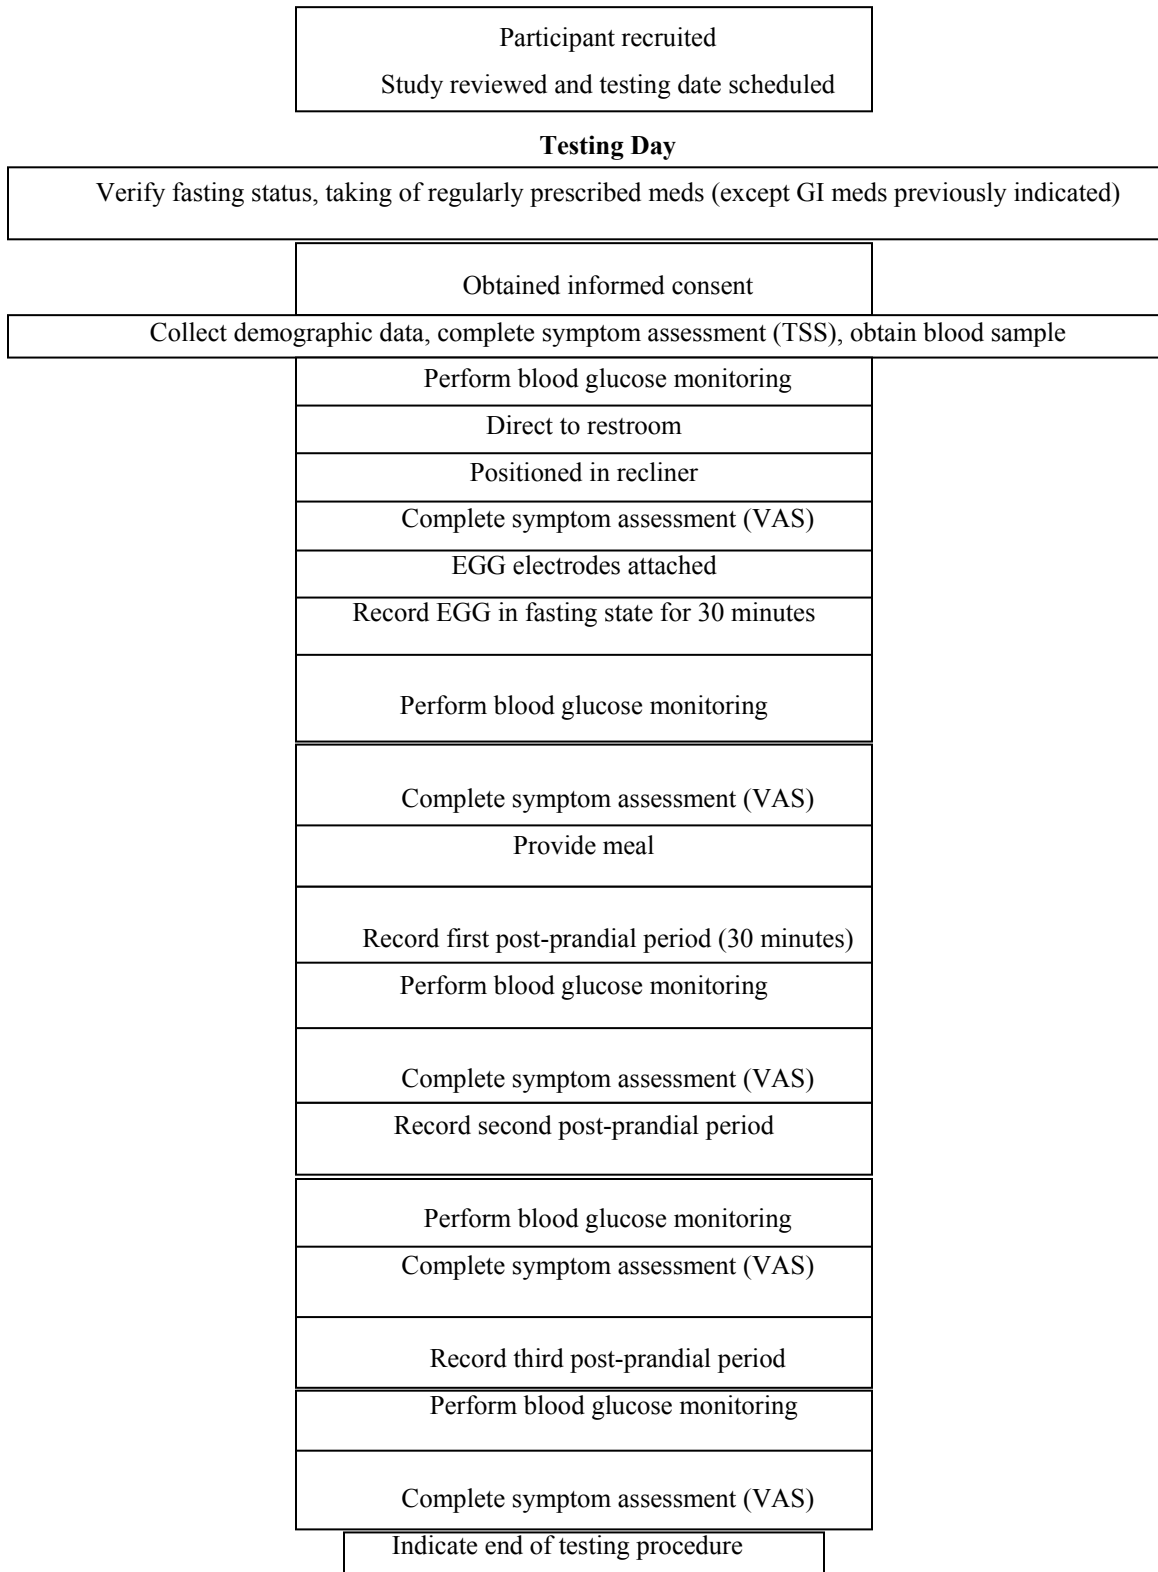 Participant recruited
Study reviewed and testing date scheduled
Testing Day
Verify fasting status, taking of regularly prescribed meds (except GI meds previously indicated)
Obtained informed consent
Collect demographic data, complete symptom assessment (TSS), obtain blood sample
Perform blood glucose monitoring
Direct to restroom
Positioned in recliner
Complete symptom assessment (VAS)
EGG electrodes attached
Record EGG in fasting state for 30 minutes
Perform blood glucose monitoring
Complete symptom assessment (VAS)
Provide meal
Record first post-prandial period (30 minutes)
Perform blood glucose monitoring
Complete symptom assessment (VAS)
Record second post-prandial period
Perform blood glucose monitoring
Complete symptom assessment (VAS)
Record third post-prandial period
Perform blood glucose monitoring
Complete symptom assessment (VAS)
Indicate end of testing procedure